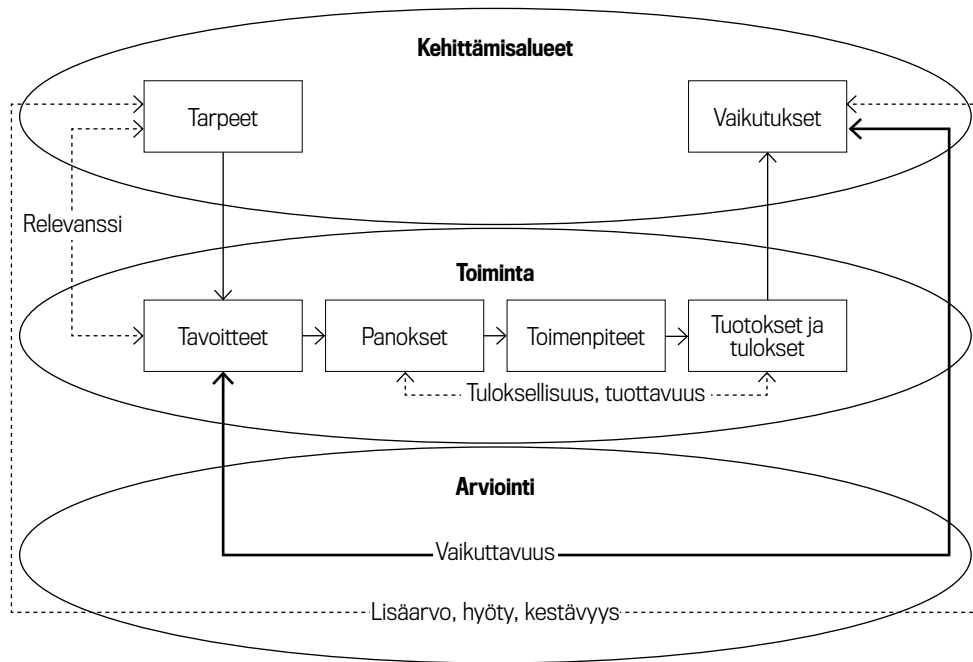 Kehittämisalueet
Tarpeet
Vaikutukset
Relevanssi
Toiminta
Tavoitteet
Panokset
Toimenpiteet
Tuotokset ja
tulokset
Tuloksellisuus, tuottavuus
Arviointi
Vaikuttavuus
Lisäarvo, hyöty, kestävyys